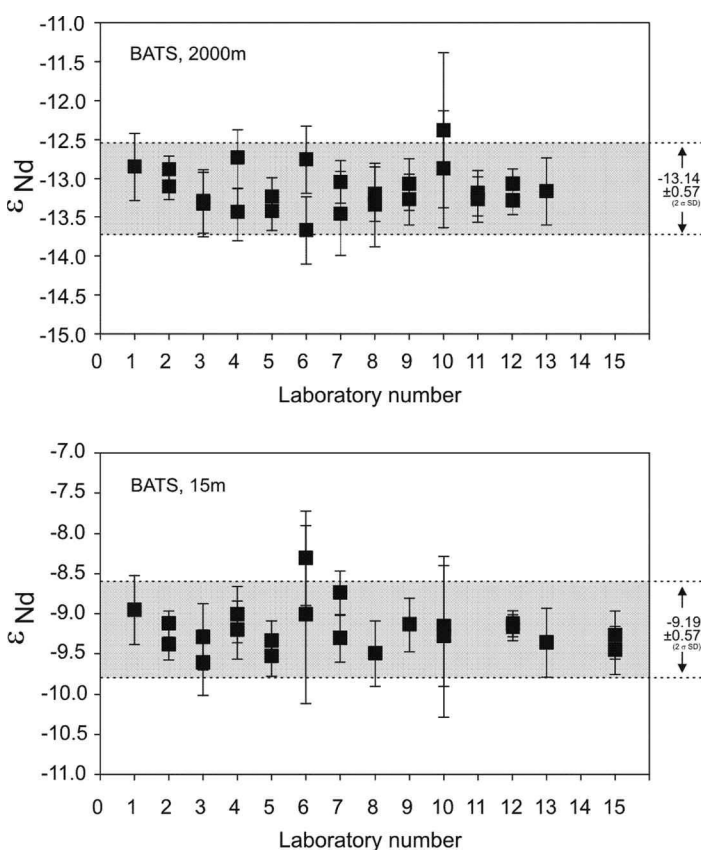 -11.0
BATS, 2000m
-11.5
-12.0
-12.5
-13.0
-13.5
-14.0
-14.5
-15.0
εNd
-13.14
±0.57
(2 σ SD)
0 1 2 3 4 5 6 7 8 9 10 11 12 13 14 15
Laboratory number
-7.0
BATS, 15m
-7.5
-8.0
-8.5
-9.0
-9.5
-10.0
-10.5
-11.0
εNd
-9.19
±0.57
(2 σ SD)
0 1 2 3 4 5 6 7 8 9 10 11 12 13 14 15
Laboratory number